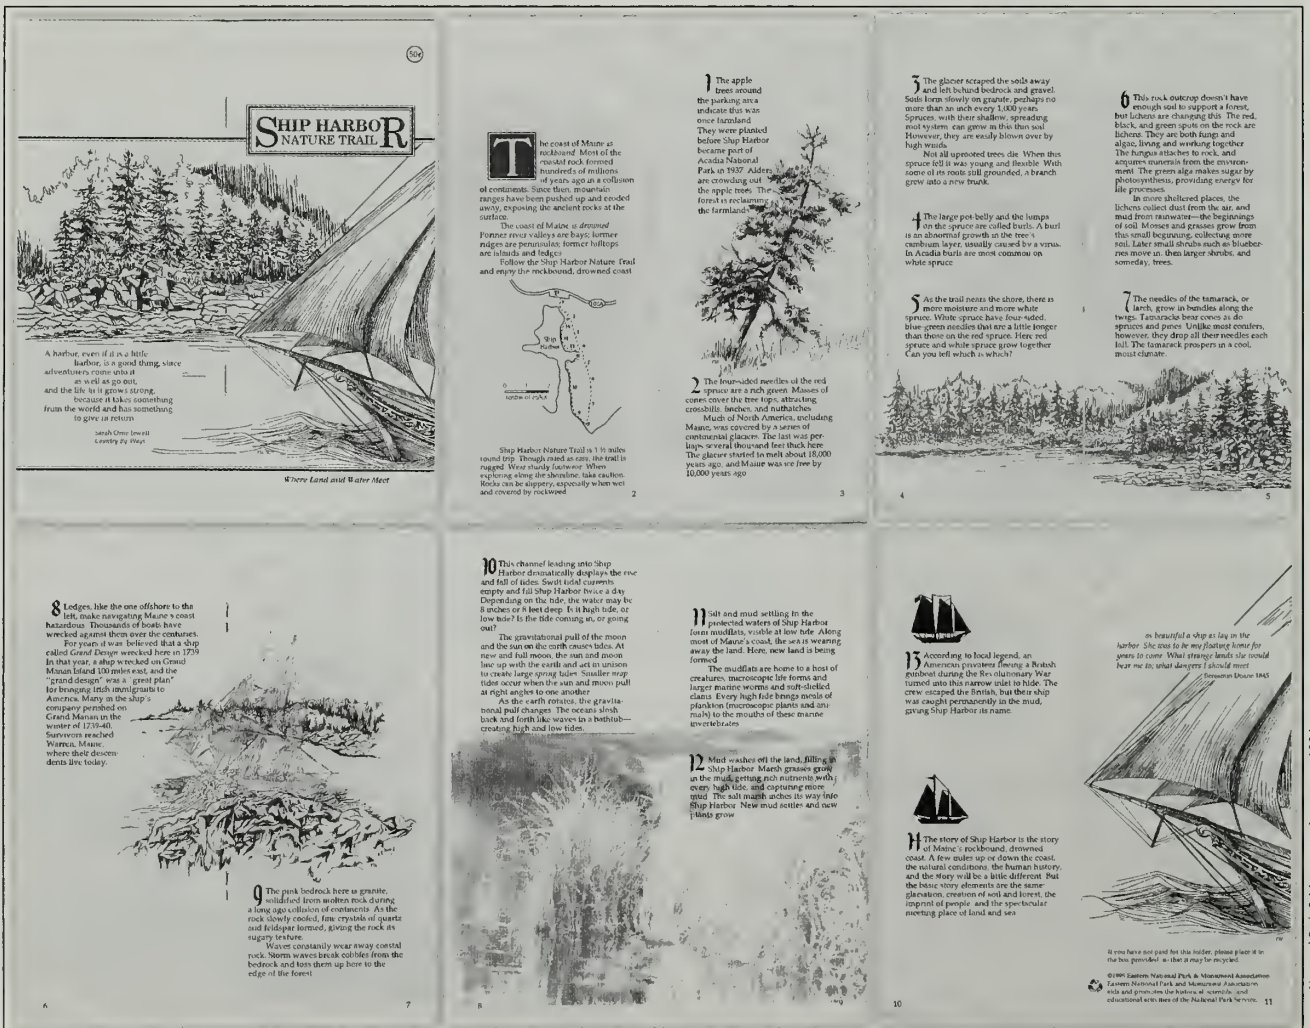 50¢
SHIP HARBOR
NATURE TRAIL
A harbor, even if it is a little
harbor, is a good thing, since
adventurers come into it
as well as go out,
and the life in it grows strong,
because it takes something
from the world and has something
to give in return
Sarah Orne Jewett
Country By Ways
Where Land and Water Meet
The coast of Maine is
rockbound. Most of the
coastal rock formed
hundreds of millions
of years ago in a collision
of continents. Since then, mountain
ranges have been pushed up and eroded
away, exposing the ancient rocks at the
surface.
The coast of Maine is drowned
Former river valleys are bays; former
ridges are peninsulas; former hilltops
are islands and ledges
Follow the Ship Harbor Nature Trail
and enjoy the rockbound, drowned coast
Ship
Harbor
Ship Harbor Nature Trail is 1 ½ miles
round trip. Though rated as easy, the trail is
rugged. Wear sturdy footwear. When
exploring along the shoreline, take caution.
Rocks can be slippery, especially when wet
and covered by rockweed
2
1 The apple
trees around
the parking area
indicate this was
once farmland
They were planted
before Ship Harbor
became part of
Acadia National
Park in 1937 Alders
are crowding out
the apple trees The
forest is reclaiming
the farmland
2 The four-sided needles of the red
spruce are a rich green. Masses of
cones cover the tree tops, attracting
crossbills, finches, and nuthatches
Much of North America, including
Maine, was covered by a series of
continental glaciers. The last was per-
haps several thousand feet thick here
The glacier started to melt about 18,000
years ago, and Maine was ice free by
10,000 years ago
3
3 The glacier scraped the soils away
and left behind bedrock and gravel.
Soils form slowly on granite, perhaps no
more than an inch every 1,000 years
Spruces, with their shallow, spreading
root system can grow in this thin soil
However, they are easily blown over by
high winds
Not all uprooted trees die When this
spruce fell it was young and flexible With
some of its roots still grounded, a branch
grew into a new trunk.
4 The large pot-belly and the lumps
on the spruce are called burls. A burl
is an abnormal growth in the tree's
cambium layer, usually caused by a virus.
In Acadia burls are most common on
white spruce
5 As the trail nears the shore, there is
more moisture and more white
spruce. White spruce have four-sided,
blue-green needles that are a little longer
than those on the red spruce. Here red
spruce and white spruce grow together
Can you tell which is which?
4
6 This rock outcrop doesn't have
enough soil to support a forest,
but lichens are changing this The red,
black, and green spots on the rock are
lichens. They are both fungi and
algae, living and working together
The fungus attaches to rock, and
acquires minerals from the environ-
ment The green alga makes sugar by
photosynthesis, providing energy for
life processes
In more sheltered places, the
lichens collect dust from the air, and
mud from rainwater—the beginnings
of soil Mosses and grasses grow from
this small beginning, collecting more
soil. Later small shrubs such as blueber-
ries move in, then larger shrubs, and
someday, trees.
7 The needles of the tamarack, or
larch, grow in bundles along the
twigs. Tamaracks bear cones as do
spruces and pines Unlike most conifers,
however, they drop all their needles each
fall. The tamarack prospers in a cool,
moist climate.
5
8 Ledges, like the one offshore to the
left, make navigating Maine's coast
hazardous Thousands of boats have
wrecked against them over the centuries.
For years it was believed that a ship
called Grand Design wrecked here in 1739
In that year, a ship wrecked on Grand
Manan Island 100 miles east, and the
"grand design" was a "great plan"
for bringing Irish immigrants to
America. Many in the ship's
company perished on
Grand Manan in the
winter of 1739-40.
Survivors reached
Warren, Maine,
where their descen-
dents live today.
6
9 The pink bedrock here is granite,
solidified from molten rock during
a long ago collision of continents As the
rock slowly cooled, fine crystals of quartz
and feldspar formed, giving the rock its
sugary texture.
Waves constantly wear away coastal
rock. Storm waves break cobbles from the
bedrock and toss them up here to the
edge of the forest
7
10 This channel leading into Ship
Harbor dramatically displays the rise
and fall of tides. Swift tidal currents
empty and fill Ship Harbor twice a day
Depending on the tide, the water may be
8 inches or 8 feet deep Is it high tide, or
low tide? Is the tide coming in, or going
out?
The gravitational pull of the moon
and the sun on the earth causes tides. At
new and full moon, the sun and moon
line up with the earth and act in unison
to create large spring tides Smaller neap
tides occur when the sun and moon pull
at right angles to one another
As the earth rotates, the gravita-
tional pull changes The oceans slosh
back and forth like waves in a bathtub—
creating high and low tides.
8
11 Silt and mud settling in the
protected waters of Ship Harbor
form mudflats, visible at low tide Along
most of Maine's coast, the sea is wearing
away the land. Here, new land is being
formed
The mudflats are home to a host of
creatures, microscopic life forms and
larger marine worms and soft-shelled
clams Every high tide brings meals of
plankton (microscopic plants and ani-
mals) to the mouths of these marine
invertebrates
12 Mud washes off the land, filling in
Ship Harbor Marsh grasses grow
in the mud, getting rich nutrients with
every high tide, and capturing more
mud The salt marsh inches its way into
Ship Harbor New mud settles and new
plants grow
9
13 According to local legend, an
American privateer fleeing a British
gunboat during the Revolutionary War
turned into this narrow inlet to hide. The
crew escaped the British, but their ship
was caught permanently in the mud,
giving Ship Harbor its name
14 The story of Ship Harbor is the story
of Maine's rockbound, drowned
coast. A few miles up or down the coast,
the natural conditions, the human history,
and the story will be a little different But
the basic story elements are the same
glaciation, creation of soil and forest, the
imprint of people and the spectacular
meeting place of land and sea
10
as beautiful a ship as lay in the
harbor She was to be my floating home for
years to come What strange lands she would
bear me to; what dangers I should meet
Benjamin Doane 1845
If you have not paid for this folder, please place it in
the box provided so that it may be recycled
©1995 Eastern National Park & Monument Association
Eastern National Park and Monument Association
aids and promotes the historical scientific and
educational activities of the National Park Service.
11